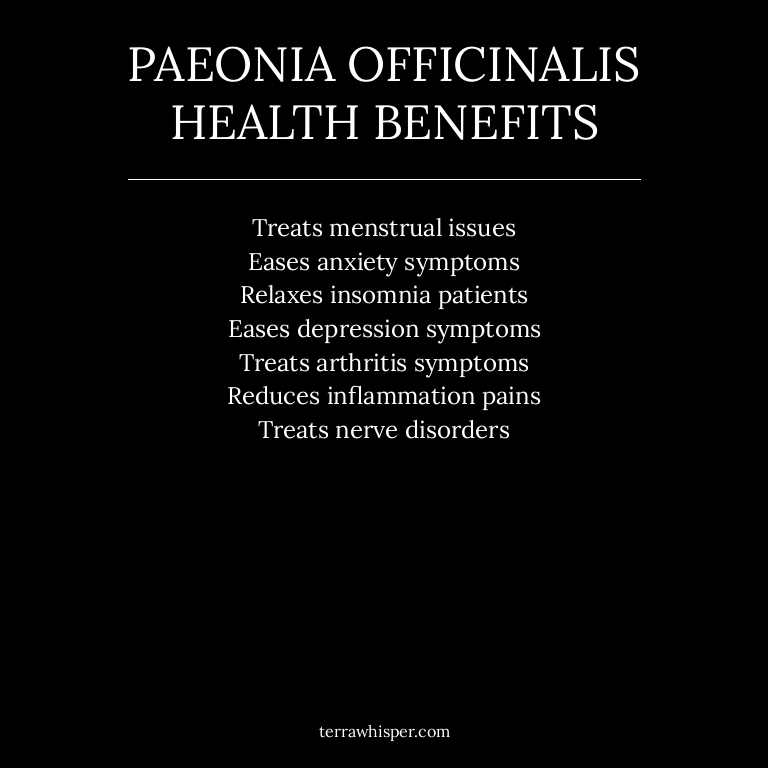 PAEONIA OFFICINALIS
HEALTH BENEFITS
Treats menstrual issues
Eases anxiety symptoms
Relaxes insomnia patients
Eases depression symptoms
Treats arthritis symptoms
Reduces inflammation pains
Treats nerve disorders
terrawhisper.com